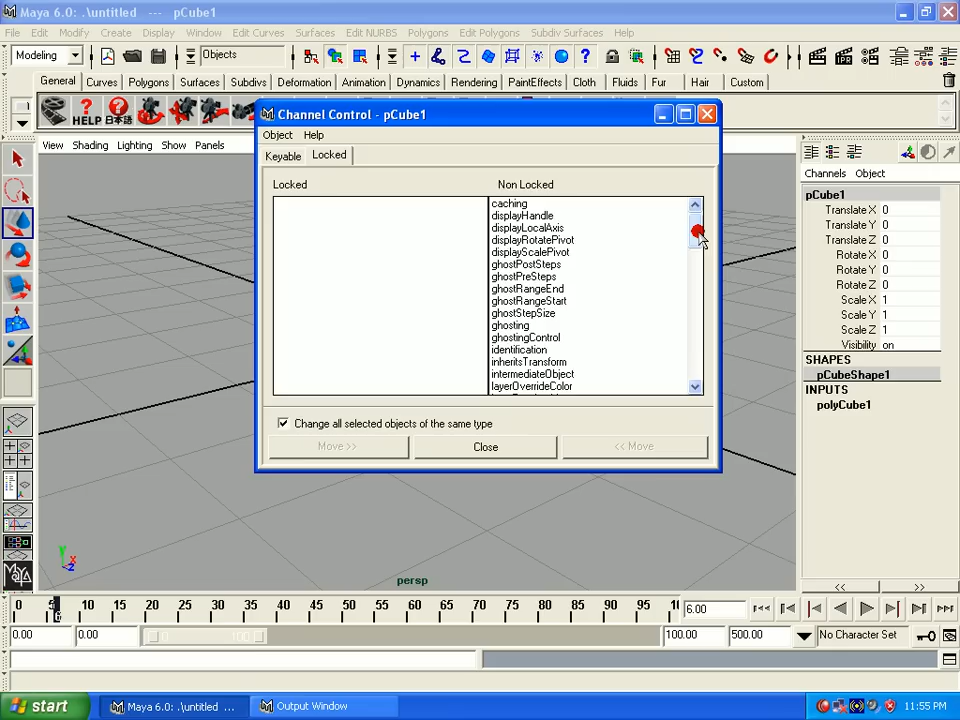 Maya 6.0: .\untitled --- pCube1
File Edit Modify Create Display Window Edit Curves Surfaces Edit NURBS Polygons Edit Polygons Subdiv Surfaces Help
Modeling
Objects
General Curves Polygons Surfaces Subdivs Deformation Animation Dynamics Rendering PaintEffects Cloth Fluids Fur Hair Custom
HELP 日本語
View Shading Lighting Show Panels
Channel Control - pCube1
Object Help
Keyable Locked
Locked Non Locked
caching
displayHandle
displayLocalAxis
displayRotatePivot
displayScalePivot
ghostPostSteps
ghostPreSteps
ghostRangeEnd
ghostRangeStart
ghostStepSize
ghosting
ghostingControl
identification
inheritsTransform
intermediateObject
layerOverrideColor
Change all selected objects of the same type
Move >> Close << Move
Channels Object
pCube1
Translate X 0
Translate Y 0
Translate Z 0
Rotate X 0
Rotate Y 0
Rotate Z 0
Scale X 1
Scale Y 1
Scale Z 1
Visibility on
SHAPES
pCubeShape1
INPUTS
polyCube1
<< >>
y x z
persp
MAYA
0 5 10 15 20 25 30 35 40 45 50 55 60 65 70 75 80 85 90 95 10
6.00
0.00 0.00 100.00 500.00 No Character Set
start Maya 6.0: .\untitled ... Output Window 11:55 PM